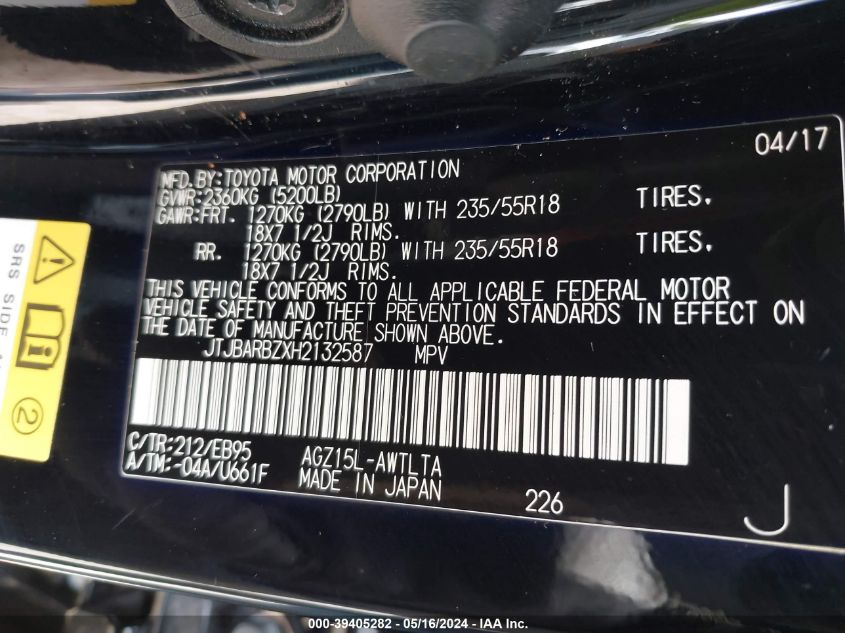 04/17
MFD. BY: TOYOTA MOTOR CORPORATION
GVWR: 2360KG (5200LB)
GAWR: FRT. 1270KG (2790LB) WITH 235/55R18 TIRES.
18X7 1/2J RIMS.
RR. 1270KG (2790LB) WITH 235/55R18 TIRES.
18X7 1/2J RIMS.
THIS VEHICLE CONFORMS TO ALL APPLICABLE FEDERAL MOTOR
VEHICLE SAFETY AND THEFT PREVENTION STANDARDS IN EFFECT ON
THE DATE OF MANUFACTURE SHOWN ABOVE.
JTJBARBZXH2132587 MPV
C/TR: 212/EB95 AGZ15L-AWTLTA
A/TM: -04A/U661F MADE IN JAPAN
226
J
SRS SIDE
2
000-39405282 - 05/16/2024 - IAA Inc.